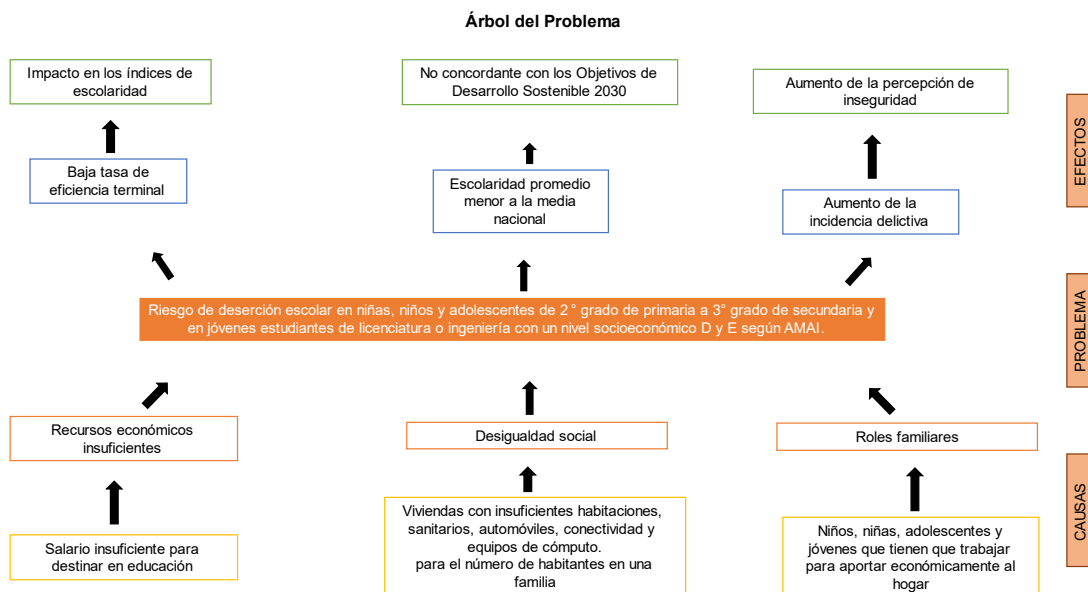 Árbol del Problema
Impacto en los índices de
escolaridad
No concordante con los Objetivos de
Desarrollo Sostenible 2030
Aumento de la percepción de
inseguridad
EFECTOS
Baja tasa de
eficiencia terminal
Escolaridad promedio
menor a la media
nacional
Aumento de la
incidencia delictiva
Riesgo de deserción escolar en niñas, niños y adolescentes de 2° grado de primaria a 3° grado de secundaria y
en jóvenes estudiantes de licenciatura o ingeniería con un nivel socioeconómico D y E según AMAI.
PROBLEMA
Recursos económicos
insuficientes
Desigualdad social
Roles familiares
CAUSAS
Salario insuficiente para
destinar en educación
Viviendas con insuficientes habitaciones,
sanitarios, automóviles, conectividad y
equipos de cómputo.
para el número de habitantes en una
familia
Niños, niñas, adolescentes y
jóvenes que tienen que trabajar
para aportar económicamente al
hogar